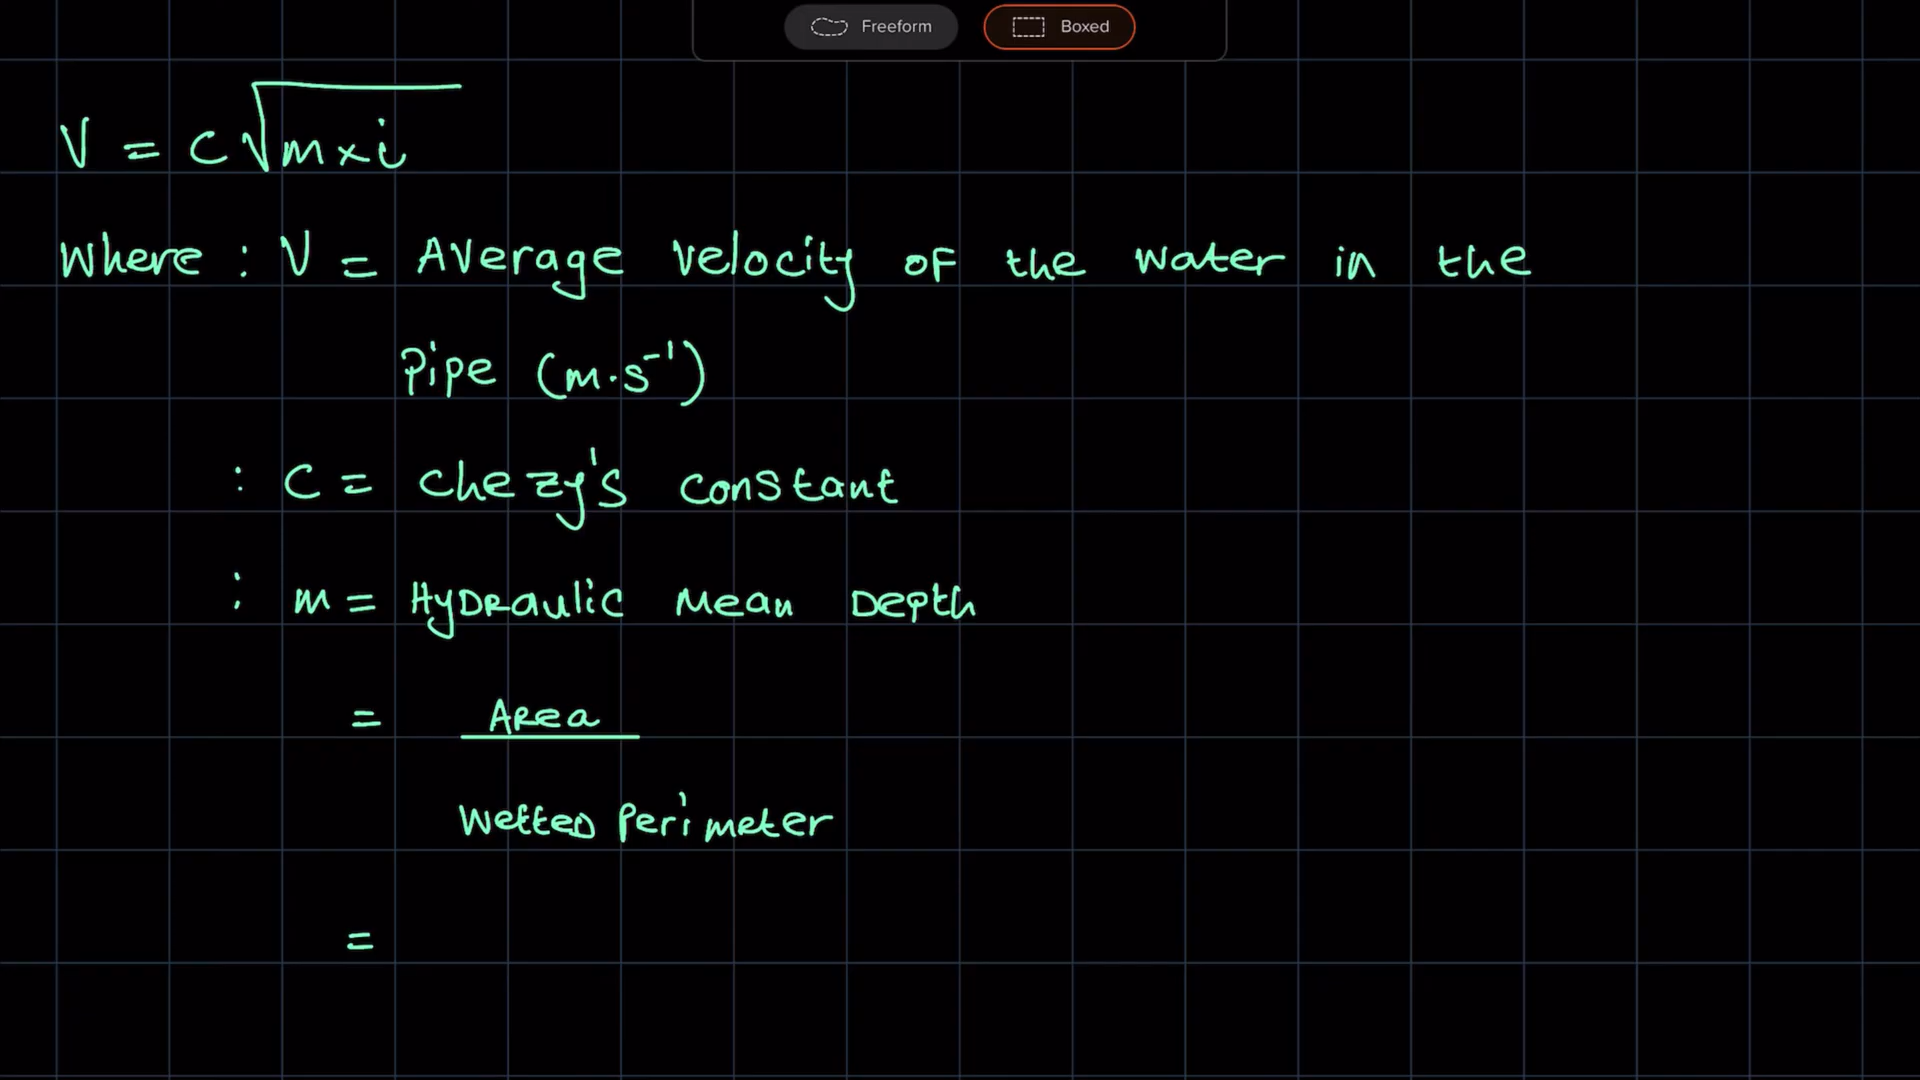 Freeform Boxed
V = c√m×i
Where : V = Average velocity of the water in the
Pipe (m·s⁻¹)
: C = chezy's constant
: m = Hydraulic Mean Depth
= Area
Wetted Perimeter
=